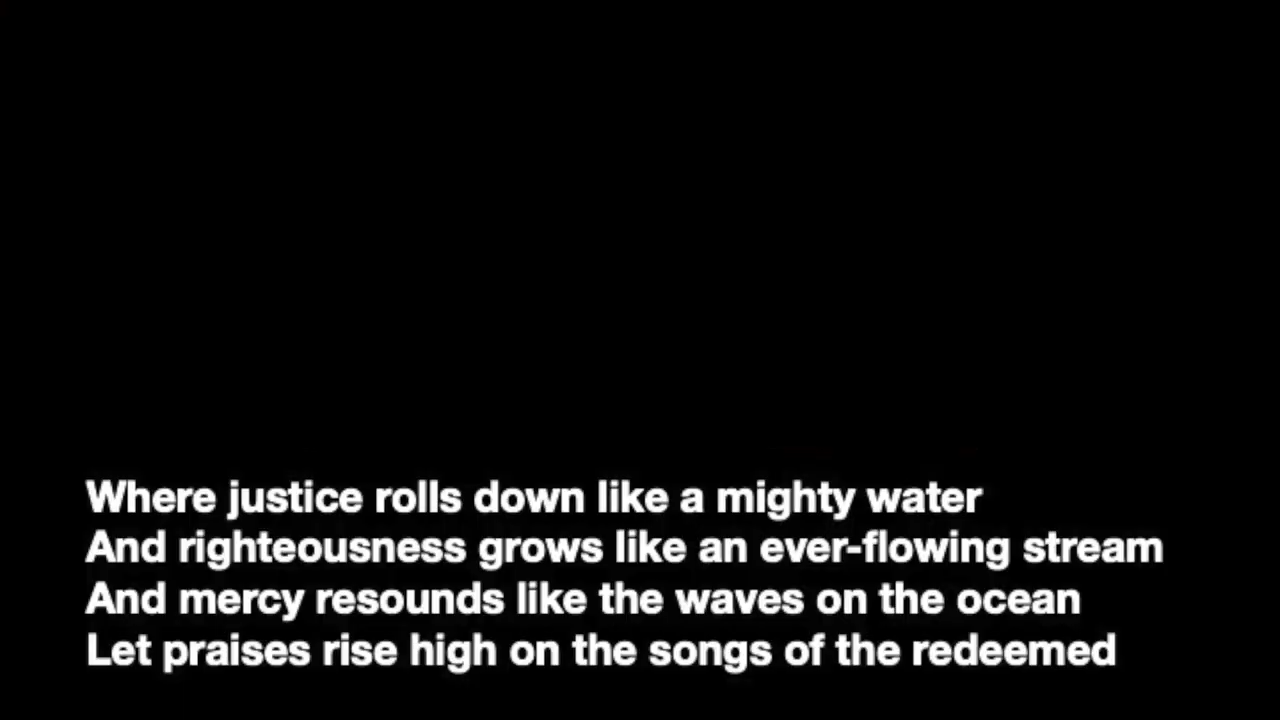 Where justice rolls down like a mighty water
And righteousness grows like an ever-flowing stream
And mercy resounds like the waves on the ocean
Let praises rise high on the songs of the redeemed